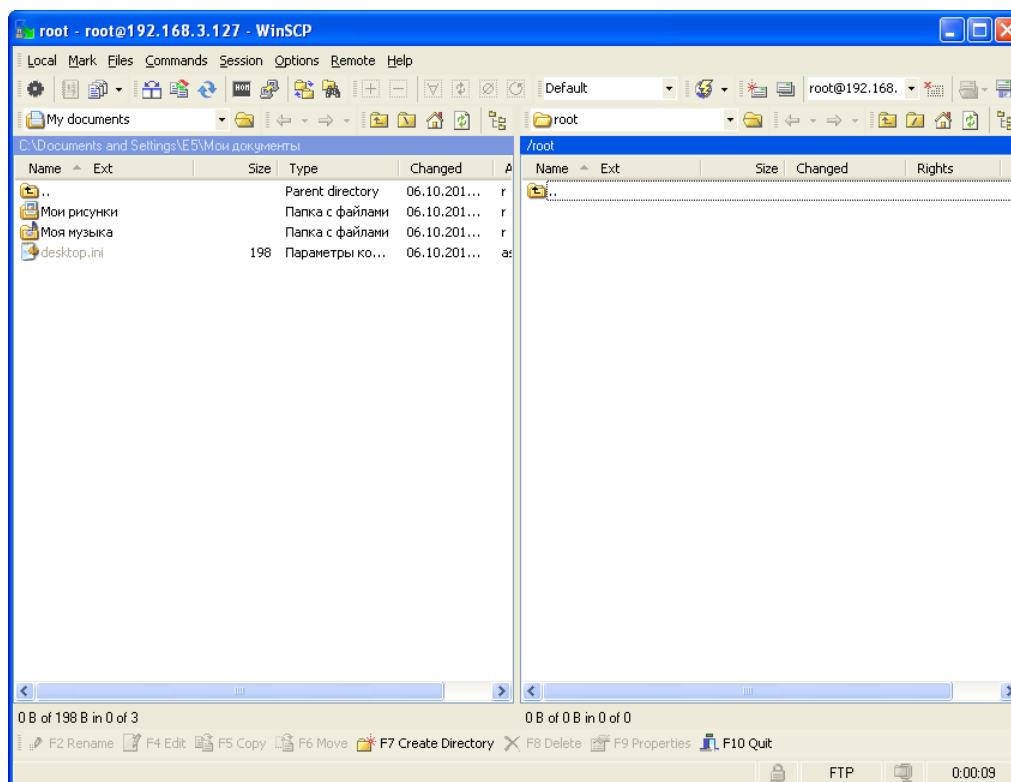 root - root@192.168.3.127 - WinSCP
Local Mark Files Commands Session Options Remote Help
Default root@192.168.
My documents root
C:\Documents and Settings\E5\Мои документы /root
Name Ext Size Type Changed A Name Ext Size Changed Rights
.. Parent directory 06.10.201... r ..
Мои рисунки Папка с файлами 06.10.201... r
Моя музыка Папка с файлами 06.10.201... r
desktop.ini 198 Параметры ко... 06.10.201... as
0 B of 198 B in 0 of 3 0 B of 0 B in 0 of 0
F2 Rename F4 Edit F5 Copy F6 Move F7 Create Directory F8 Delete F9 Properties F10 Quit
FTP 0:00:09